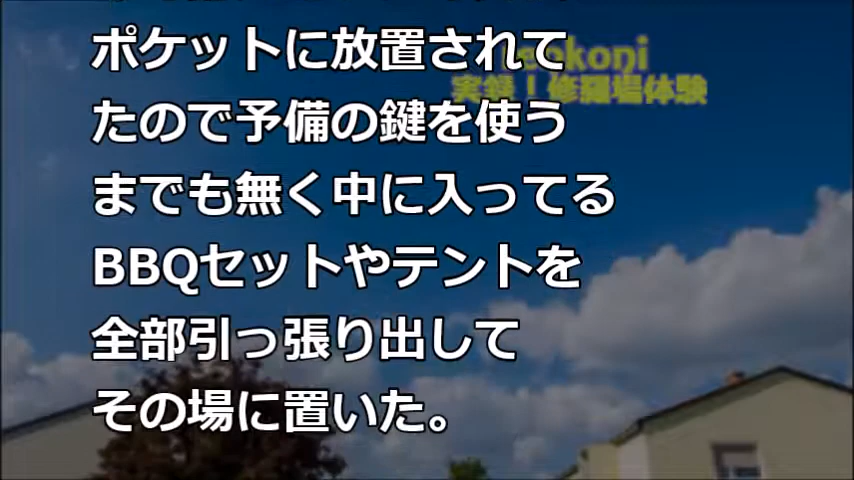 ポケットに放置されて
たので予備の鍵を使う
までも無く中に入ってる
BBQセットやテントを
全部引っ張り出して
その場に置いた。
実録！修羅場体験